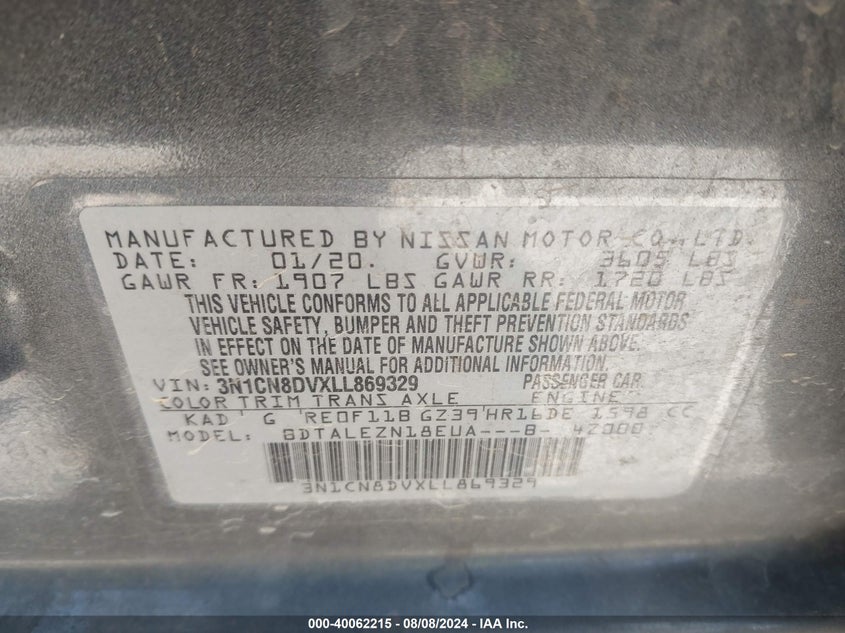 MANUFACTURED BY NISSAN MOTOR CO., LTD.
DATE: 01/20. GVWR: 3605 LBS
GAWR FR: 1907 LBS GAWR RR: 1720 LBS
THIS VEHICLE CONFORMS TO ALL APPLICABLE FEDERAL MOTOR
VEHICLE SAFETY, BUMPER AND THEFT PREVENTION STANDARDS
IN EFFECT ON THE DATE OF MANUFACTURE SHOWN ABOVE.
SEE OWNER'S MANUAL FOR ADDITIONAL INFORMATION.
VIN: 3N1CN8DVXLL869329 PASSENGER CAR.
COLOR TRIM TRANS AXLE ENGINE
KAD G RE0F11B GZ39 HR16DE 1598 CC
MODEL: BDTALEZN18EUA---B- 42000
3N1CN8DVXLL869329
000-40062215 - 08/08/2024 - IAA Inc.